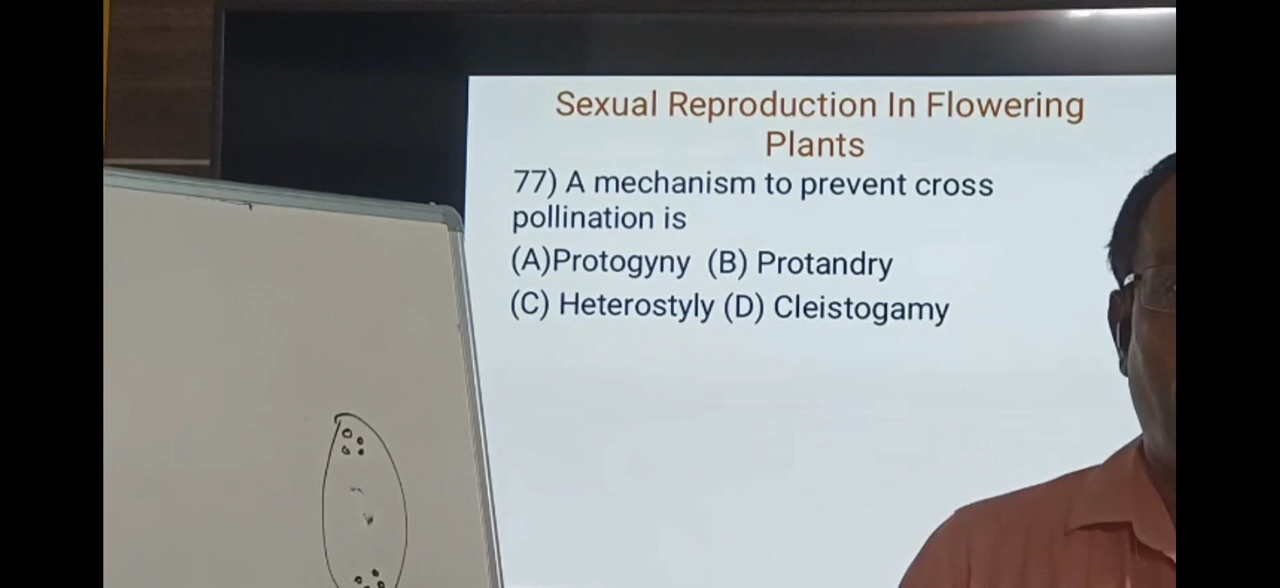 Sexual Reproduction In Flowering
Plants
77) A mechanism to prevent cross
pollination is
(A)Protogyny (B) Protandry
(C) Heterostyly (D) Cleistogamy